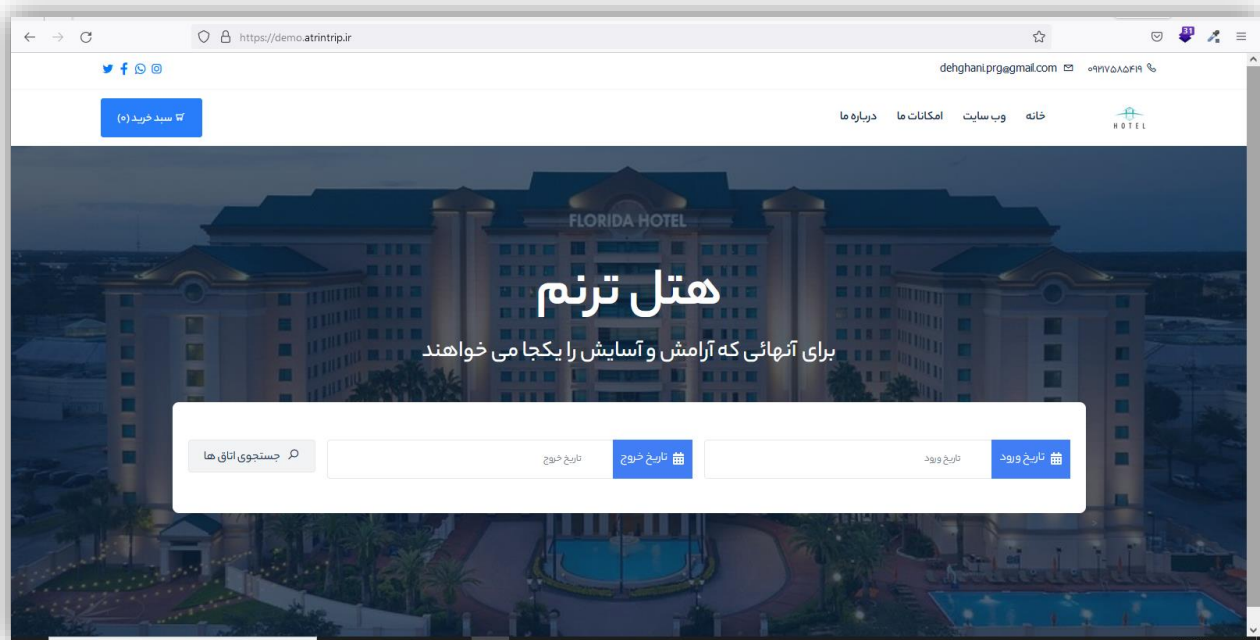 https://demo.atrintrip.ir
31
۰۹۲۱۷۵۸۵۴۱۹
dehghani.prg@gmail.com
HOTEL
خانه وب سایت امکانات ما درباره ما
سبد خرید (۰)
FLORIDA HOTEL
هتل ترنم
برای آنهائی که آرامش و آسایش را یکجا می خواهند
تاریخ ورود تاریخ ورود تاریخ خروج تاریخ خروج جستجوی اتاق ها